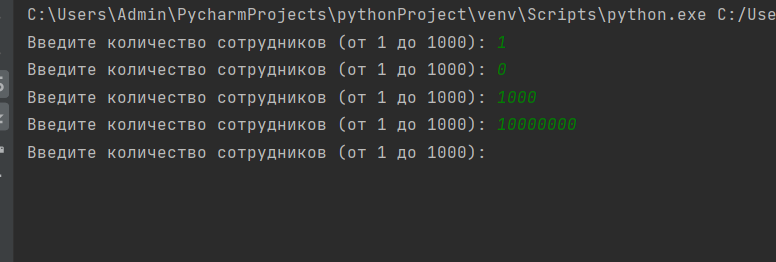 C:\Users\Admin\PycharmProjects\pythonProject\venv\Scripts\python.exe C:/Use
Введите количество сотрудников (от 1 до 1000): 1
Введите количество сотрудников (от 1 до 1000): 0
Введите количество сотрудников (от 1 до 1000): 1000
Введите количество сотрудников (от 1 до 1000): 10000000
Введите количество сотрудников (от 1 до 1000):